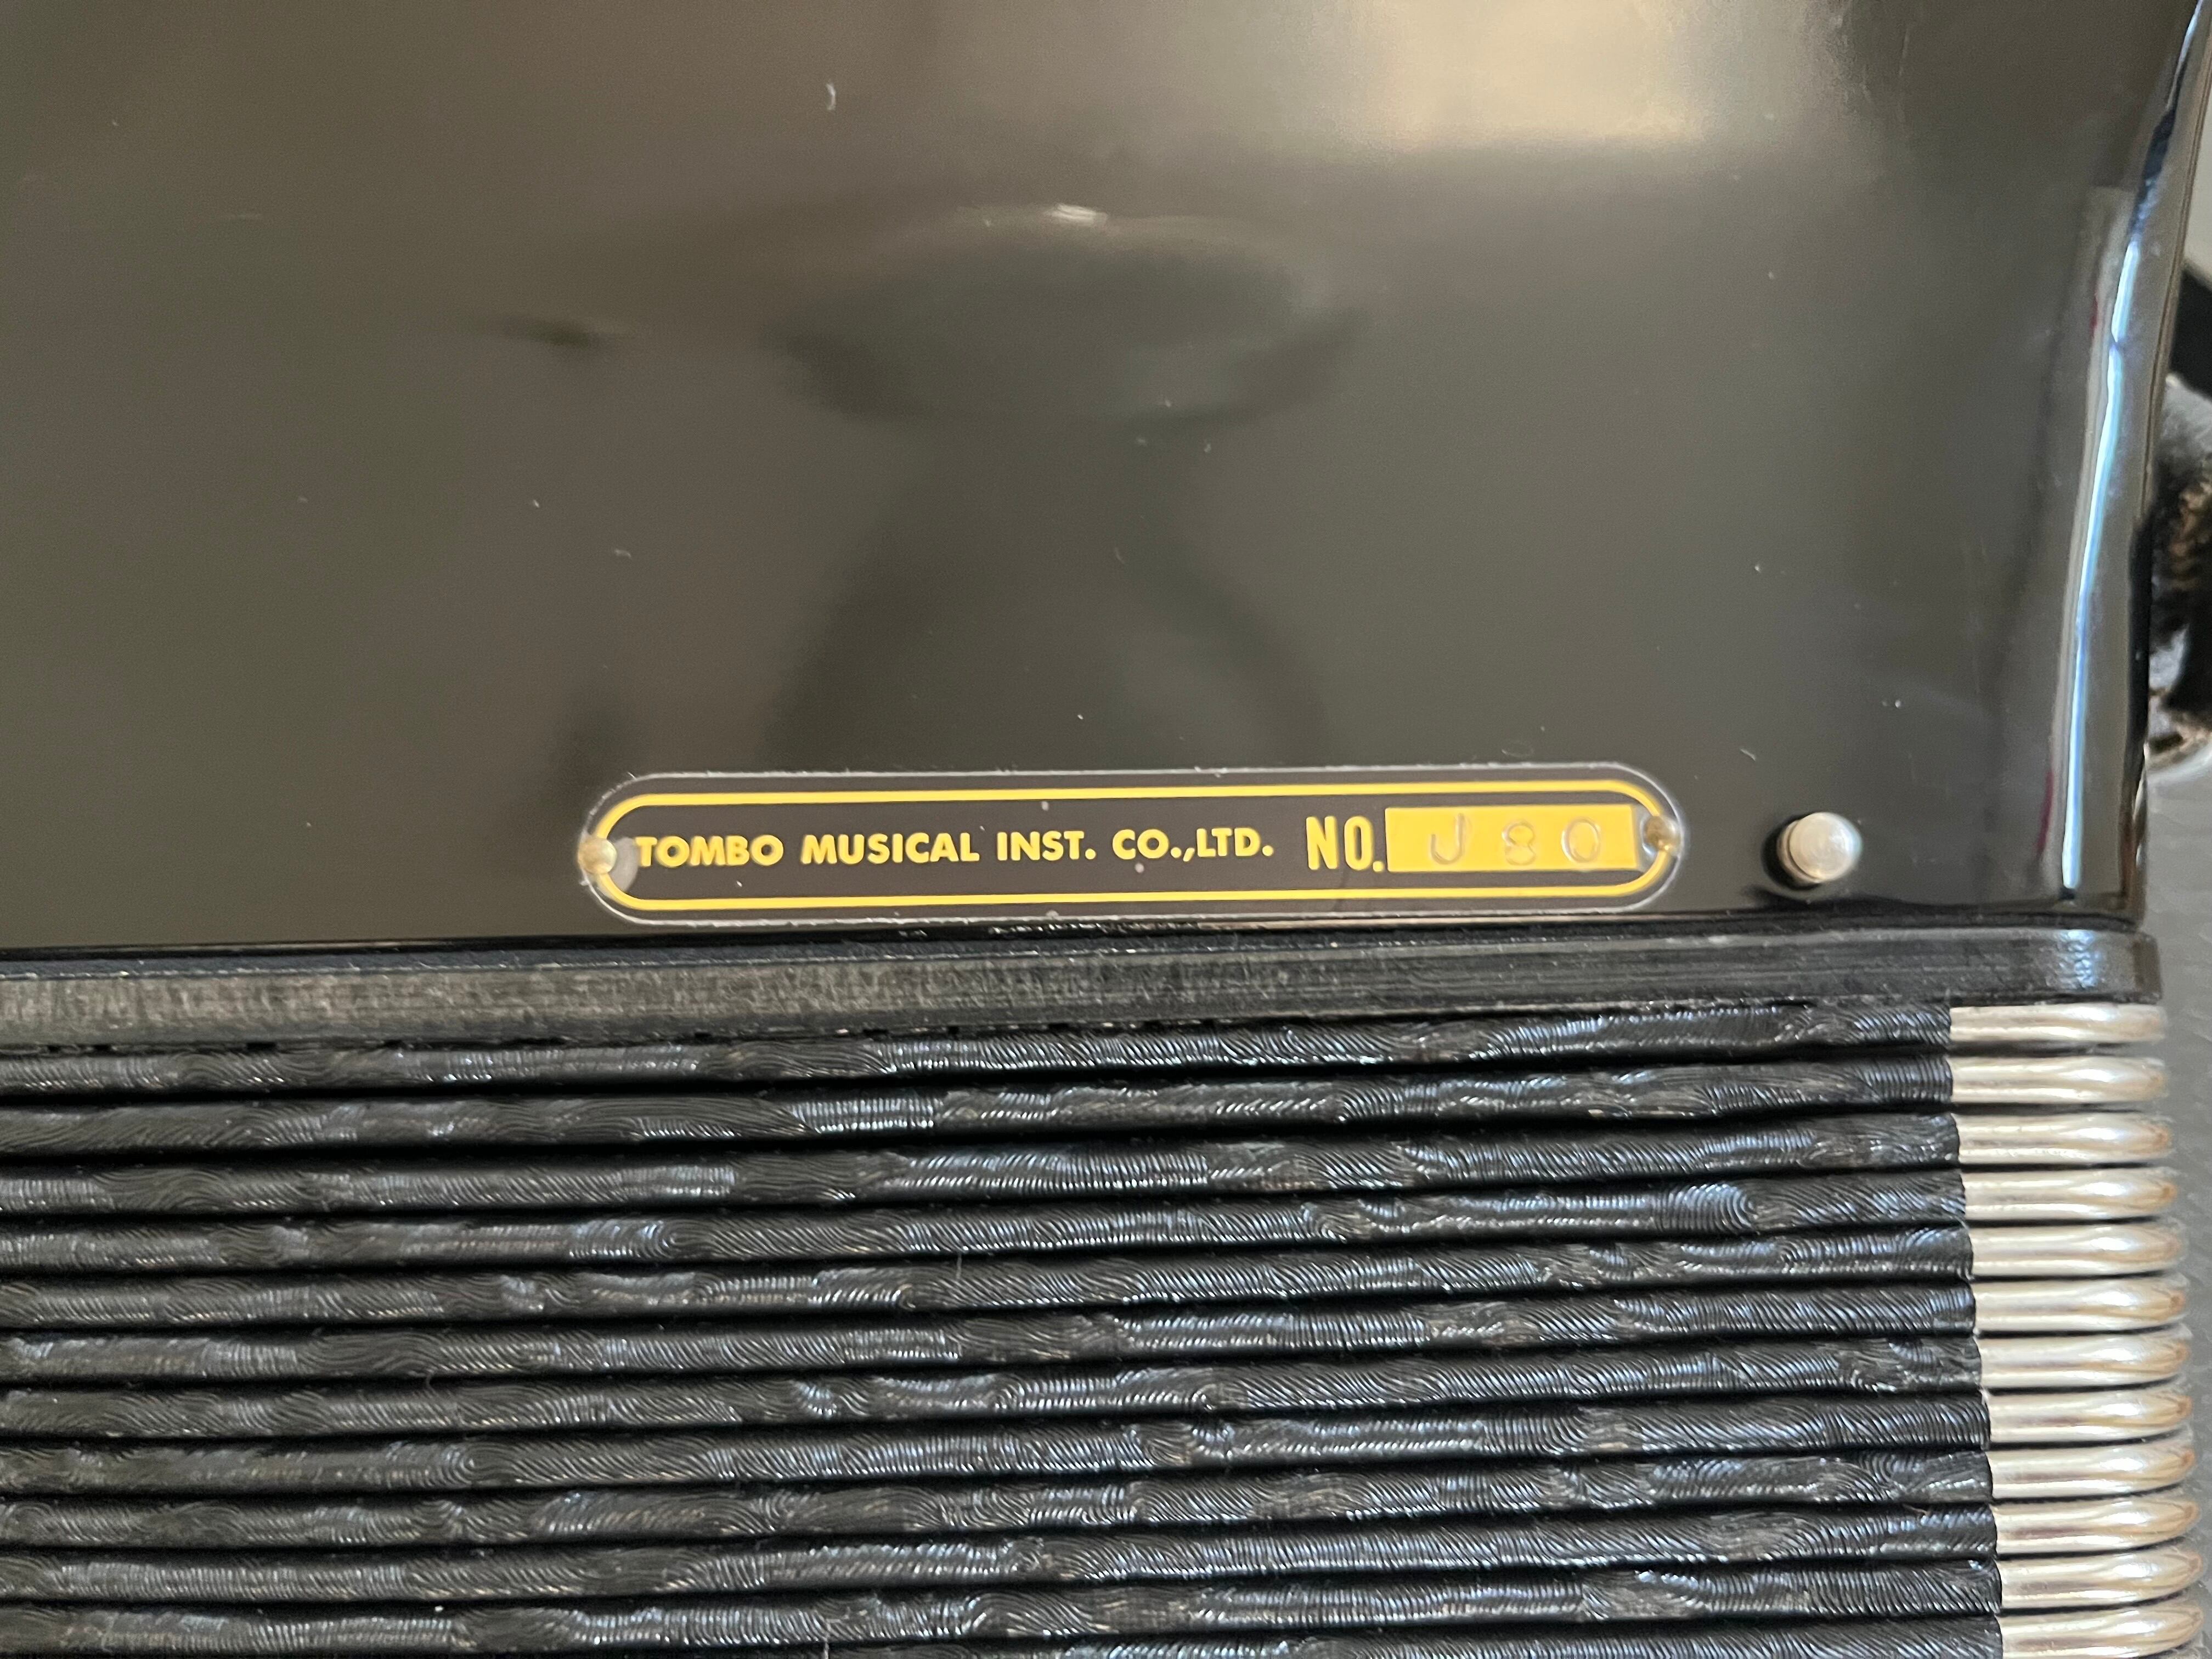 TOMBO MUSICAL INST. CO.,LTD. NO. J80